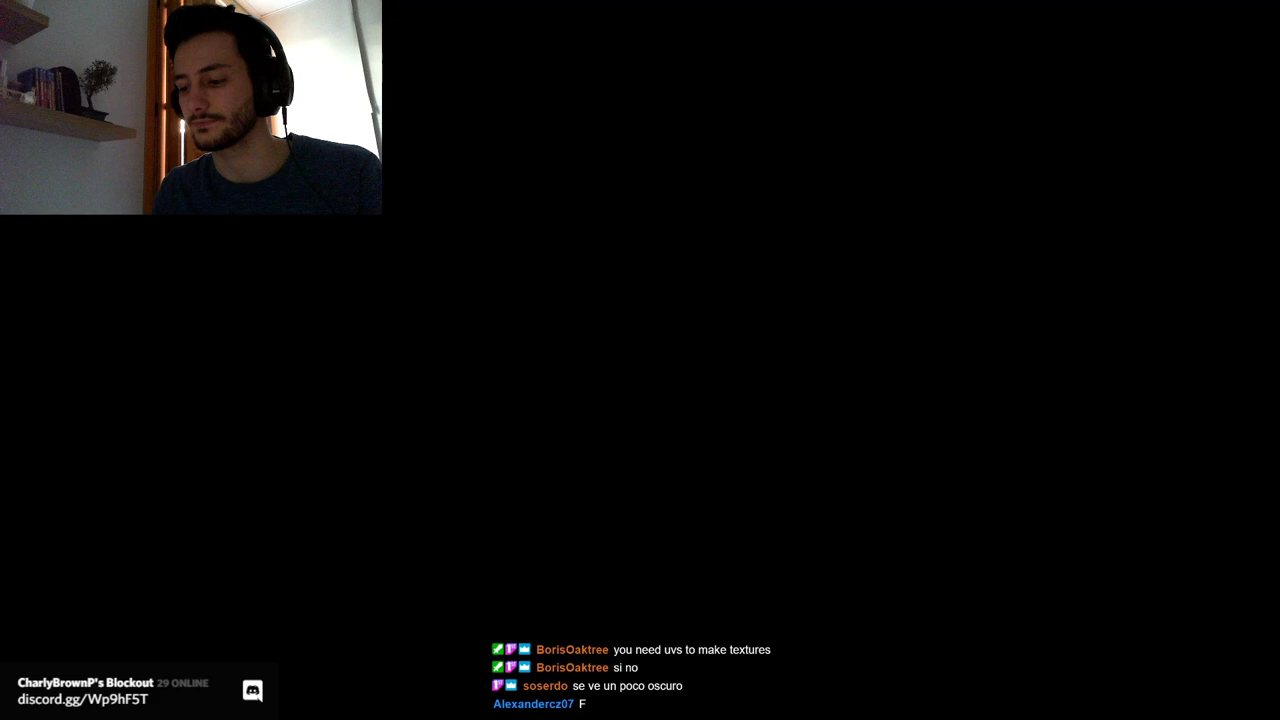 BorisOaktree you need uvs to make textures
BorisOaktree si no
soserdo se ve un poco oscuro
Alexandercz07 F
CharlyBrownP's Blockout 29 ONLINE
discord.gg/Wp9hF5T